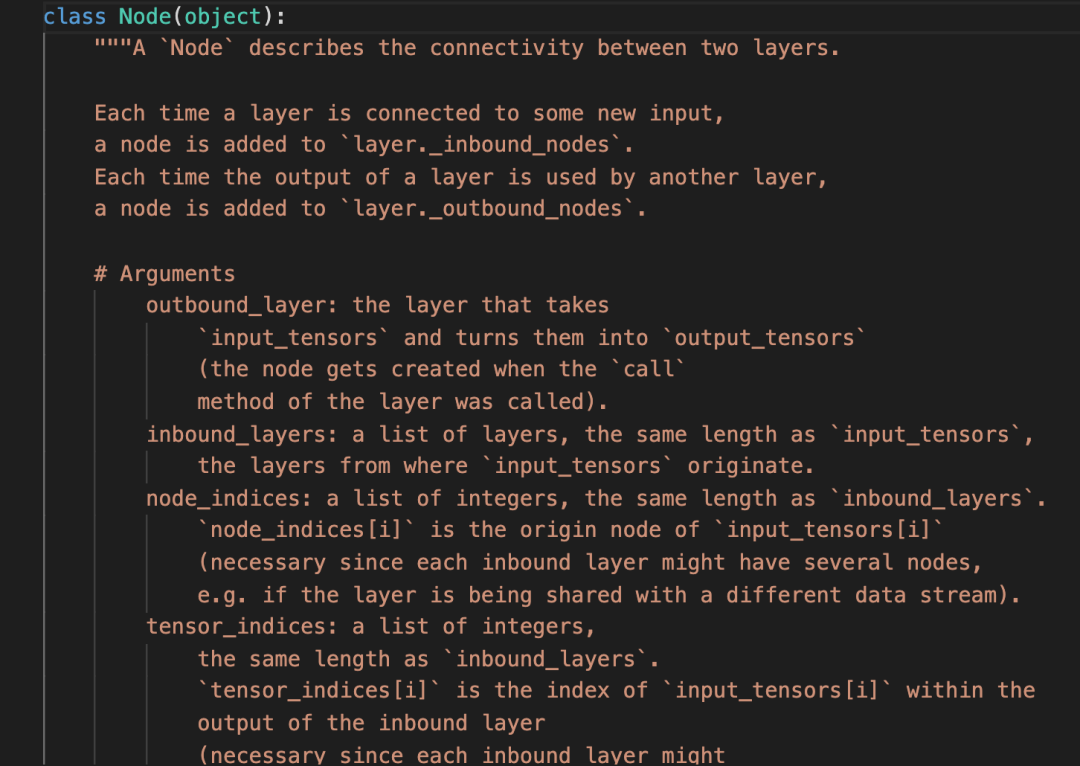 class Node(object):
"""A `Node` describes the connectivity between two layers.
Each time a layer is connected to some new input,
a node is added to `layer._inbound_nodes`.
Each time the output of a layer is used by another layer,
a node is added to `layer._outbound_nodes`.
# Arguments
outbound_layer: the layer that takes
`input_tensors` and turns them into `output_tensors`
(the node gets created when the `call`
method of the layer was called).
inbound_layers: a list of layers, the same length as `input_tensors`,
the layers from where `input_tensors` originate.
node_indices: a list of integers, the same length as `inbound_layers`.
`node_indices[i]` is the origin node of `input_tensors[i]`
(necessary since each inbound layer might have several nodes,
e.g. if the layer is being shared with a different data stream).
tensor_indices: a list of integers,
the same length as `inbound_layers`.
`tensor_indices[i]` is the index of `input_tensors[i]` within the
output of the inbound layer
(necessary since each inbound layer might